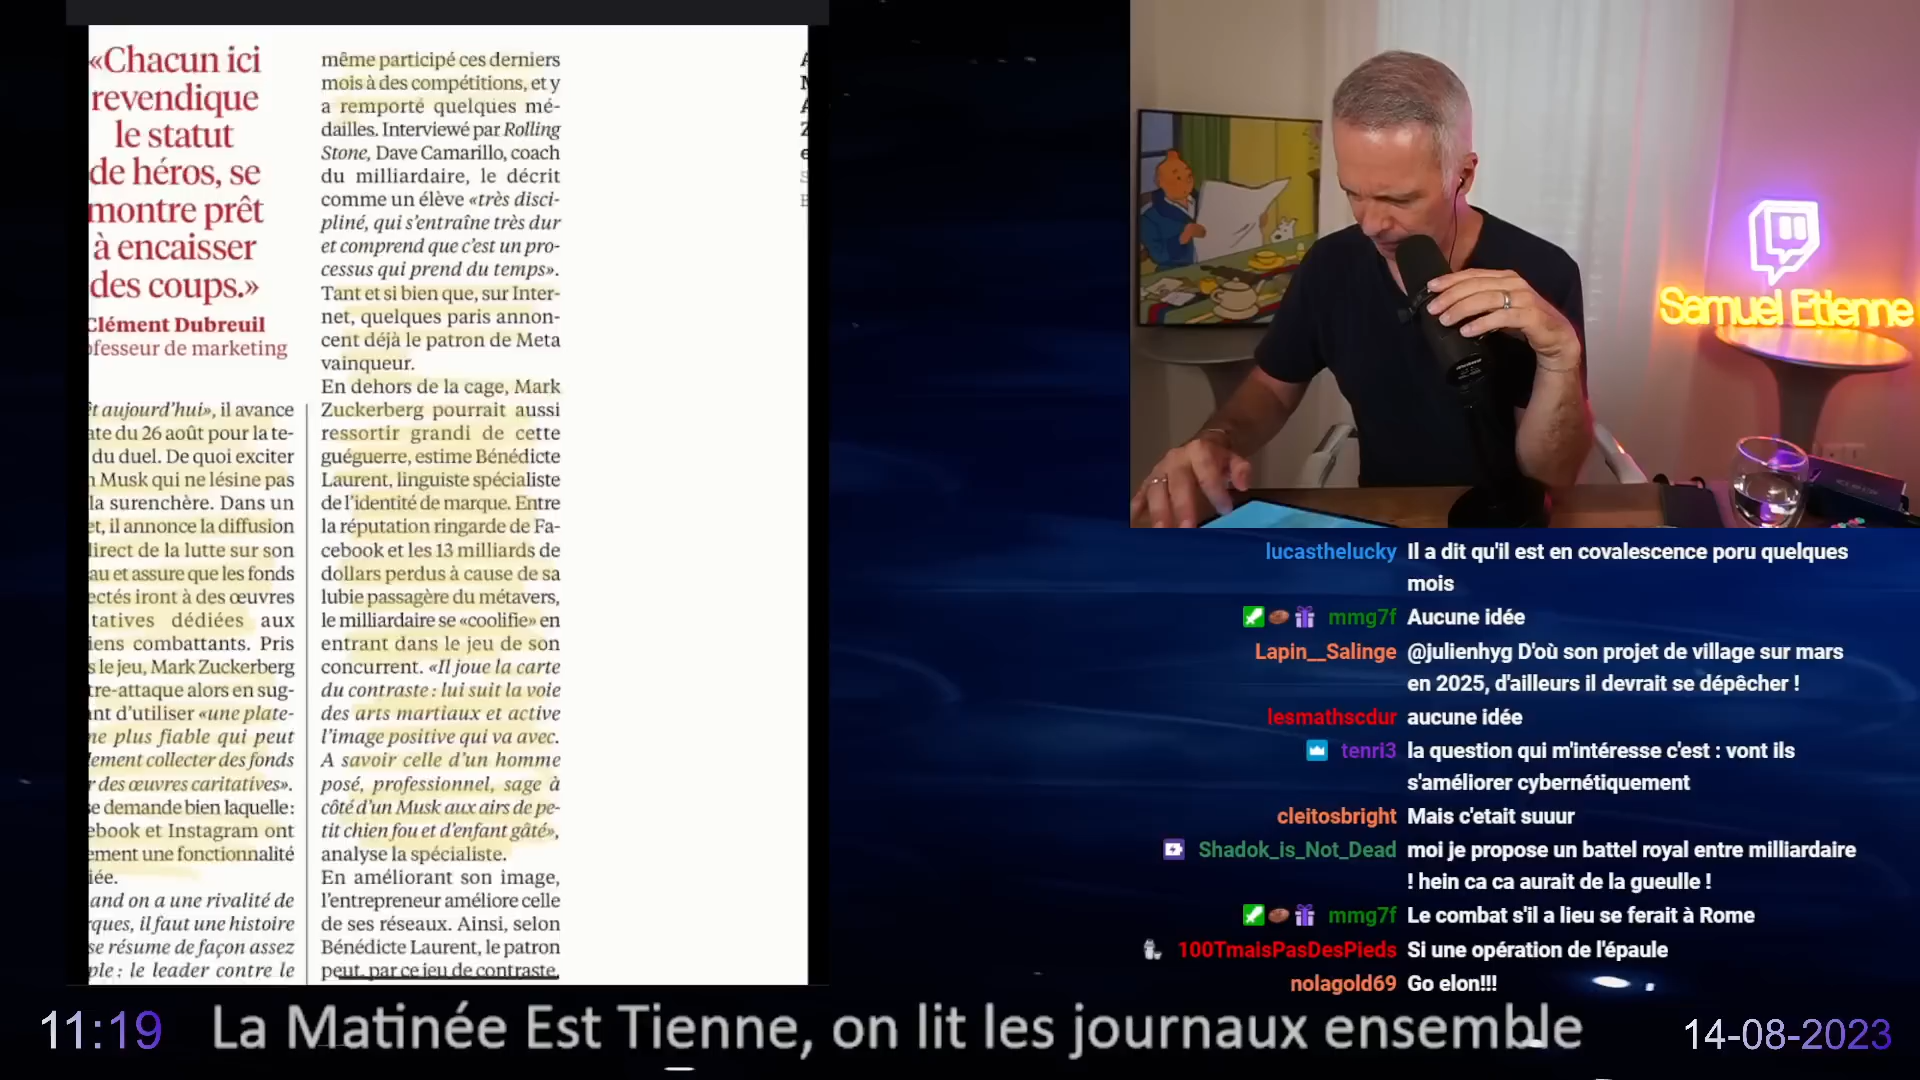 «Chacun ici
revendique
le statut
de héros, se
montre prêt
à encaisser
des coups.»
Clément Dubreuil
ofesseur de marketing
t aujourd'hui», il avance
ate du 26 août pour la te-
du duel. De quoi exciter
n Musk qui ne lésine pas
la surenchère. Dans un
et, il annonce la diffusion
direct de la lutte sur son
au et assure que les fonds
ectés iront à des œuvres
tatives dédiées aux
iens combattants. Pris
s le jeu, Mark Zuckerberg
tre-attaque alors en sug-
nt d'utiliser «une plate-
ne plus fiable qui peut
lement collecter des fonds
r des œuvres caritatives».
se demande bien laquelle:
ebook et Instagram ont
ement une fonctionnalité
iée.
and on a une rivalité de
rques, il faut une histoire
se résume de façon assez
ple: le leader contre le
même participé ces derniers
mois à des compétitions, et y
a remporté quelques mé-
dailles. Interviewé par Rolling
Stone, Dave Camarillo, coach
du milliardaire, le décrit
comme un élève «très disci-
pliné, qui s'entraîne très dur
et comprend que c'est un pro-
cessus qui prend du temps».
Tant et si bien que, sur Inter-
net, quelques paris annon-
cent déjà le patron de Meta
vainqueur.
En dehors de la cage, Mark
Zuckerberg pourrait aussi
ressortir grandi de cette
guéguerre, estime Bénédicte
Laurent, linguiste spécialiste
de l'identité de marque. Entre
la réputation ringarde de Fa-
cebook et les 13 milliards de
dollars perdus à cause de sa
lubie passagère du métavers,
le milliardaire se «coolifie» en
entrant dans le jeu de son
concurrent. «Il joue la carte
du contraste: lui suit la voie
des arts martiaux et active
l'image positive qui va avec.
A savoir celle d'un homme
posé, professionnel, sage à
côté d'un Musk aux airs de pe-
tit chien fou et d'enfant gâté»,
analyse la spécialiste.
En améliorant son image,
l'entrepreneur améliore celle
de ses réseaux. Ainsi, selon
Bénédicte Laurent, le patron
peut, par ce jeu de contraste,
Samuel Etienne
lucasthelucky Il a dit qu'il est en covalescence poru quelques
mois
mmg7f Aucune idée
Lapin__Salinge @julienhyg D'où son projet de village sur mars
en 2025, d'ailleurs il devrait se dépêcher !
lesmathscdur aucune idée
tenri3 la question qui m'intéresse c'est : vont ils
s'améliorer cybernétiquement
cleitosbright Mais c'etait suuur
Shadok_is_Not_Dead moi je propose un battel royal entre milliardaire
! hein ca ca aurait de la gueulle !
mmg7f Le combat s'il a lieu se ferait à Rome
100TmaisPasDesPieds Si une opération de l'épaule
nolagold69 Go elon!!!
11:19 La Matinée Est Tienne, on lit les journaux ensemble 14-08-2023